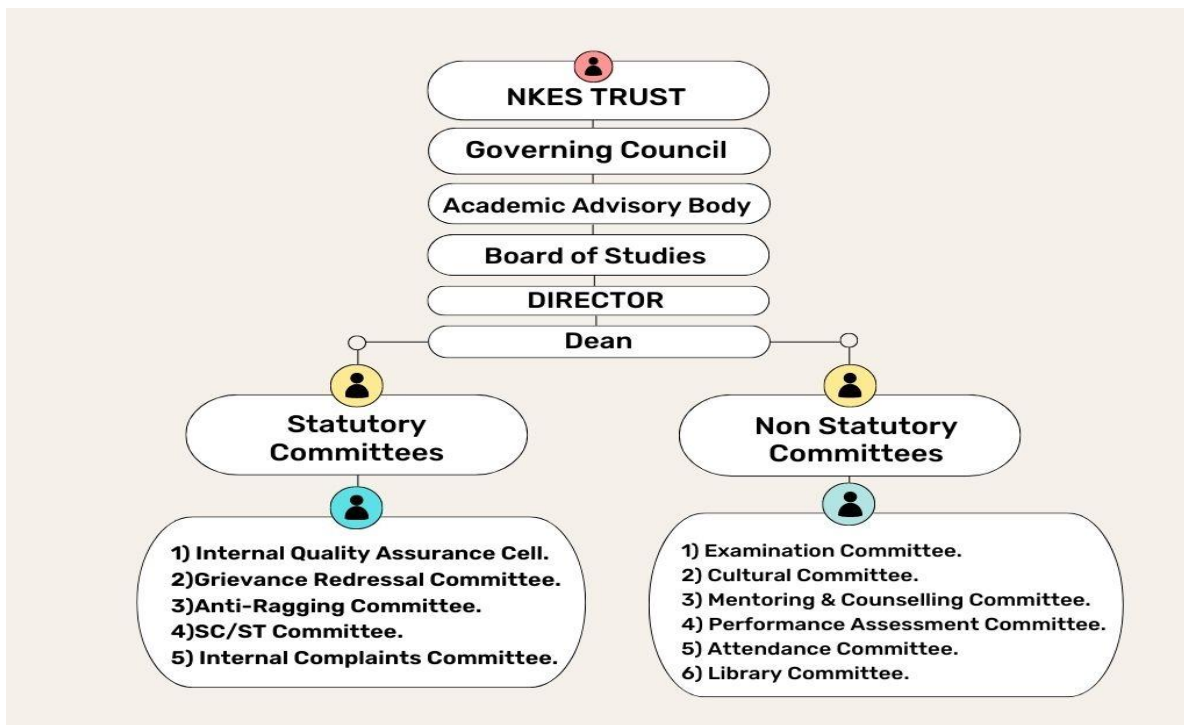 NKES TRUST
Governing Council
Academic Advisory Body
Board of Studies
DIRECTOR
Dean
Statutory
Committees
1) Internal Quality Assurance Cell.
2)Grievance Redressal Committee.
3)Anti-Ragging Committee.
4)SC/ST Committee.
5) Internal Complaints Committee.
Non Statutory
Committees
1) Examination Committee.
2) Cultural Committee.
3) Mentoring & Counselling Committee.
4) Performance Assessment Committee.
5) Attendance Committee.
6) Library Committee.